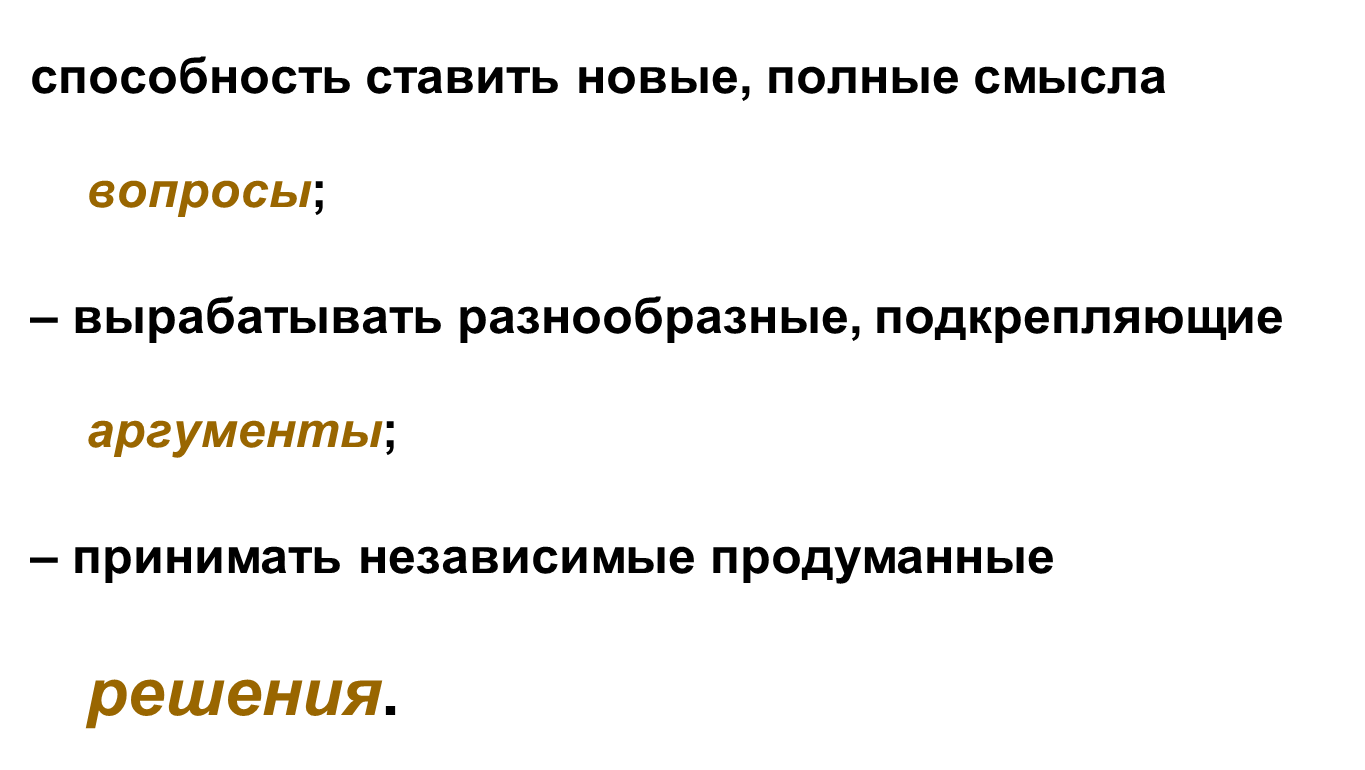 способность ставить новые, полные смысла
вопросы;
– вырабатывать разнообразные, подкрепляющие
аргументы;
– принимать независимые продуманные
решения.